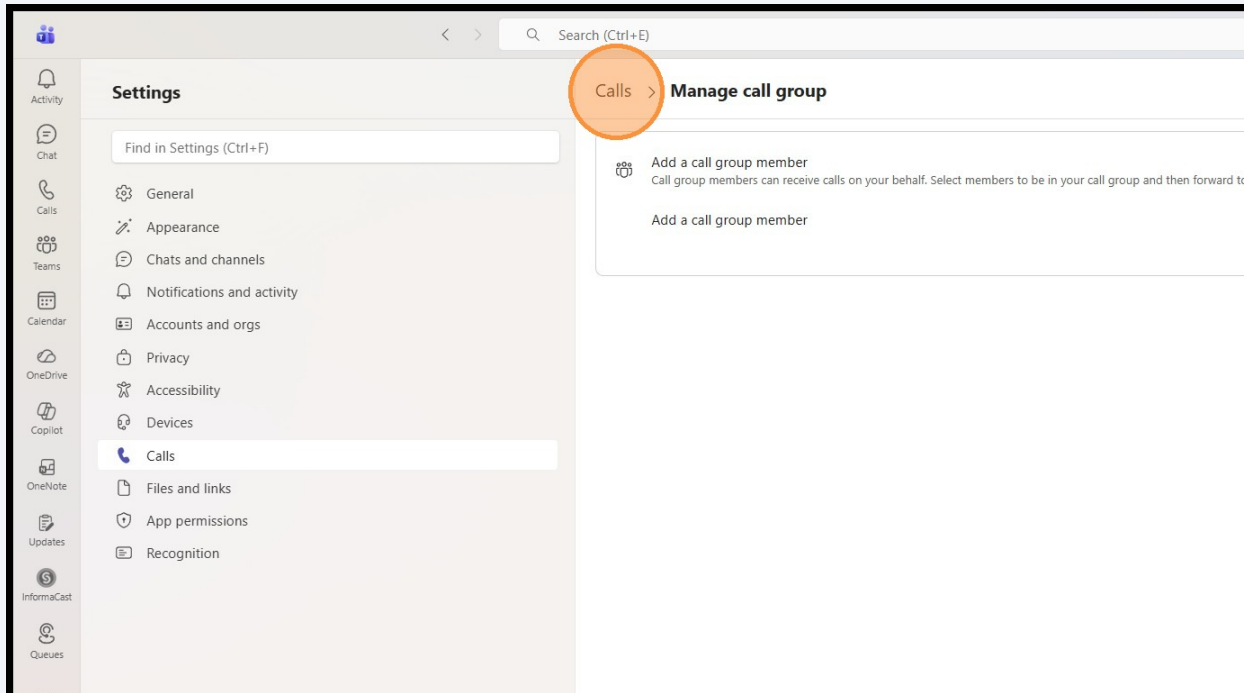 Search (Ctrl+E)
Activity
Chat
Calls
Teams
Calendar
OneDrive
Copilot
OneNote
Updates
InformaCast
Queues
Settings
Find in Settings (Ctrl+F)
General
Appearance
Chats and channels
Notifications and activity
Accounts and orgs
Privacy
Accessibility
Devices
Calls
Files and links
App permissions
Recognition
Calls > Manage call group
Add a call group member
Call group members can receive calls on your behalf. Select members to be in your call group and then forward to
Add a call group member